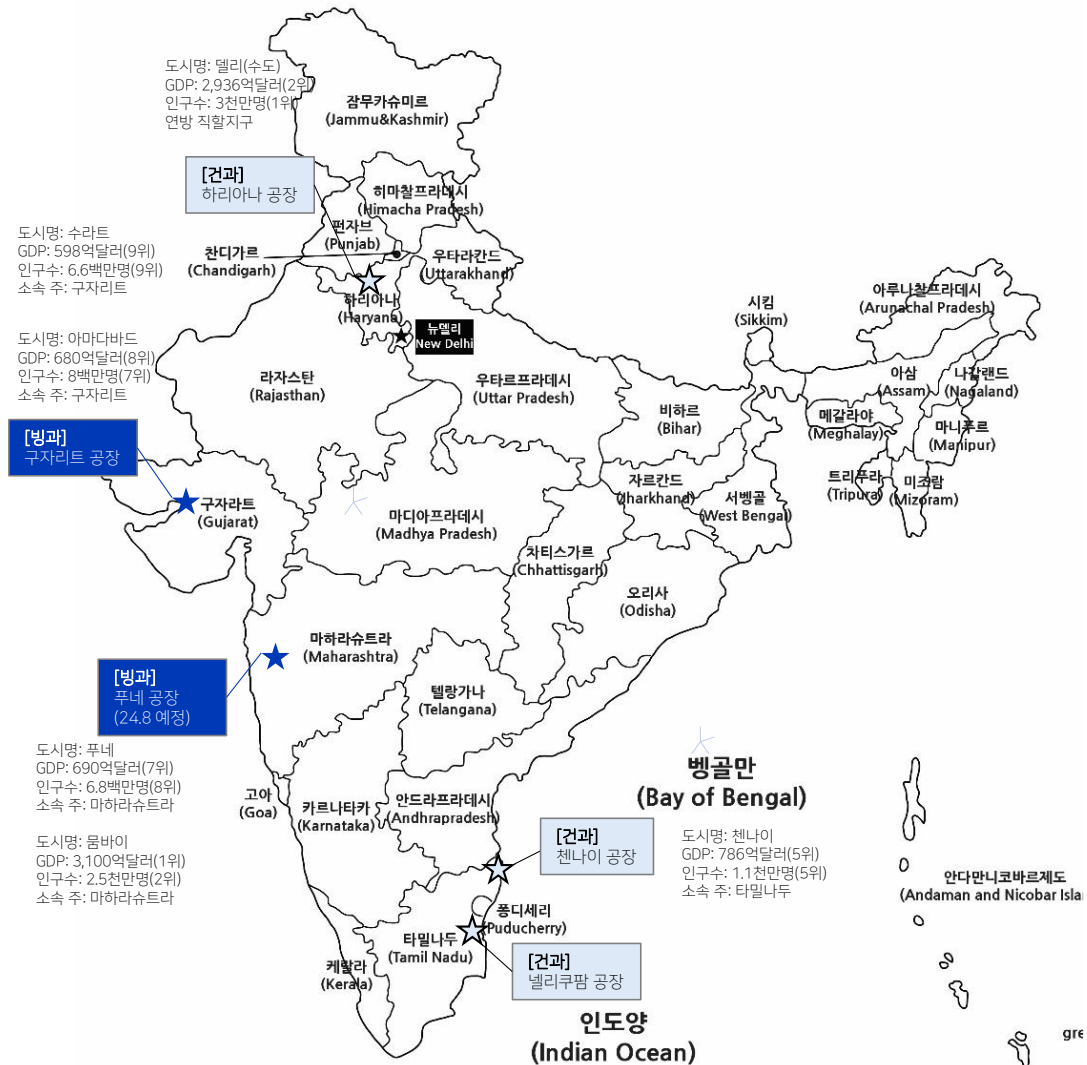 도시명: 델리(수도)
GDP: 2,936억달러(2위)
인구수: 3천만명(1위)
연방 직할지구
잠무카슈미르
(Jammu&Kashmir)
[건과]
하리아나 공장
히마찰프라데시
(Himacha Pradesh)
펀자브
(Punjab)
도시명: 수라트
GDP: 598억달러(9위)
인구수: 6.6백만명(9위)
소속 주: 구자리트
찬디가르
(Chandigarh)
우타라칸드
(Uttarakhand)
하리아나
(Haryana)
시킴
(Sikkim)
아루나찰프라데시
(Arunachal Pradesh)
도시명: 아마다바드
GDP: 680억달러(8위)
인구수: 8백만명(7위)
소속 주: 구자리트
뉴델리
New Delhi
라자스탄
(Rajasthan)
우타르프라데시
(Uttar Pradesh)
비하르
(Bihar)
아삼
(Assam)
나갈랜드
(Nagaland)
메갈라야
(Meghalay)
마니푸르
(Manipur)
[빙과]
구자리트 공장
구자라트
(Gujarat)
마디아프라데시
(Madhya Pradesh)
자르칸드
(Jharkhand)
서벵골
(West Bengal)
트리푸라
(Tripura)
미조람
(Mizoram)
차티스가르
(Chhattisgarh)
오리사
(Odisha)
마하라슈트라
(Maharashtra)
[빙과]
푸네 공장
(24.8 예정)
텔랑가나
(Telangana)
도시명: 푸네
GDP: 690억달러(7위)
인구수: 6.8백만명(8위)
소속 주: 마하라슈트라
벵골만
(Bay of Bengal)
고아
(Goa)
카르나타카
(Karnataka)
안드라프라데시
(Andhrapradesh)
도시명: 뭄바이
GDP: 3,100억달러(1위)
인구수: 2.5천만명(2위)
소속 주: 마하라슈트라
[건과]
첸나이 공장
도시명: 첸나이
GDP: 786억달러(5위)
인구수: 1.1천만명(5위)
소속 주: 타밀나두
안다만니코바르제도
(Andaman and Nicobar Islan
퐁디세리
(Puducherry)
타밀나두
(Tamil Nadu)
케랄라
(Kerala)
[건과]
넬리쿠팜 공장
인도양
(Indian Ocean)
gre